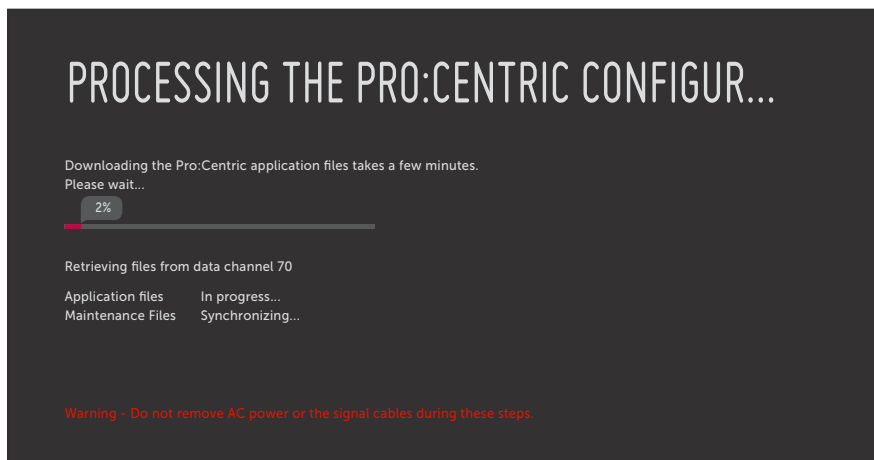 PROCESSING THE PRO:CENTRIC CONFIGUR...
Downloading the Pro:Centric application files takes a few minutes.
Please wait...
2%
Retrieving files from data channel 70
Application files In progress...
Maintenance Files Synchronizing...
Warning - Do not remove AC power or the signal cables during these steps.